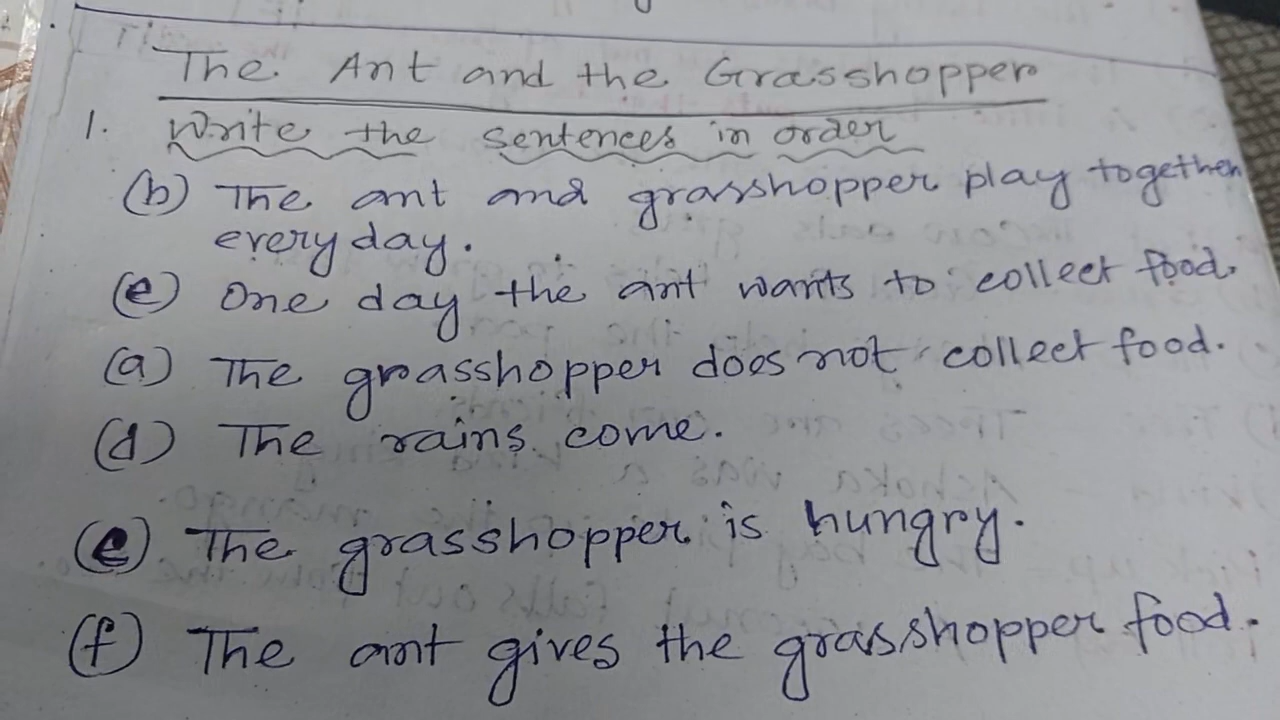 The Ant and the Grasshopper
1. Write the sentences in order
(b) The ant and grasshopper play together
every day.
(e) One day the ant wants to collect food.
(a) The grasshopper does not collect food.
(d) The rains come.
(e) The grasshopper is hungry.
(f) The ant gives the grasshopper food.